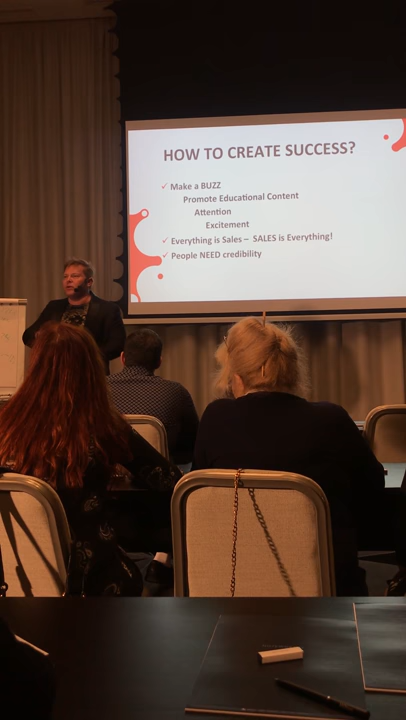 HOW TO CREATE SUCCESS?
✓ Make a BUZZ
Promote Educational Content
Attention
Excitement
✓ Everything is Sales – SALES is Everything!
✓ People NEED credibility